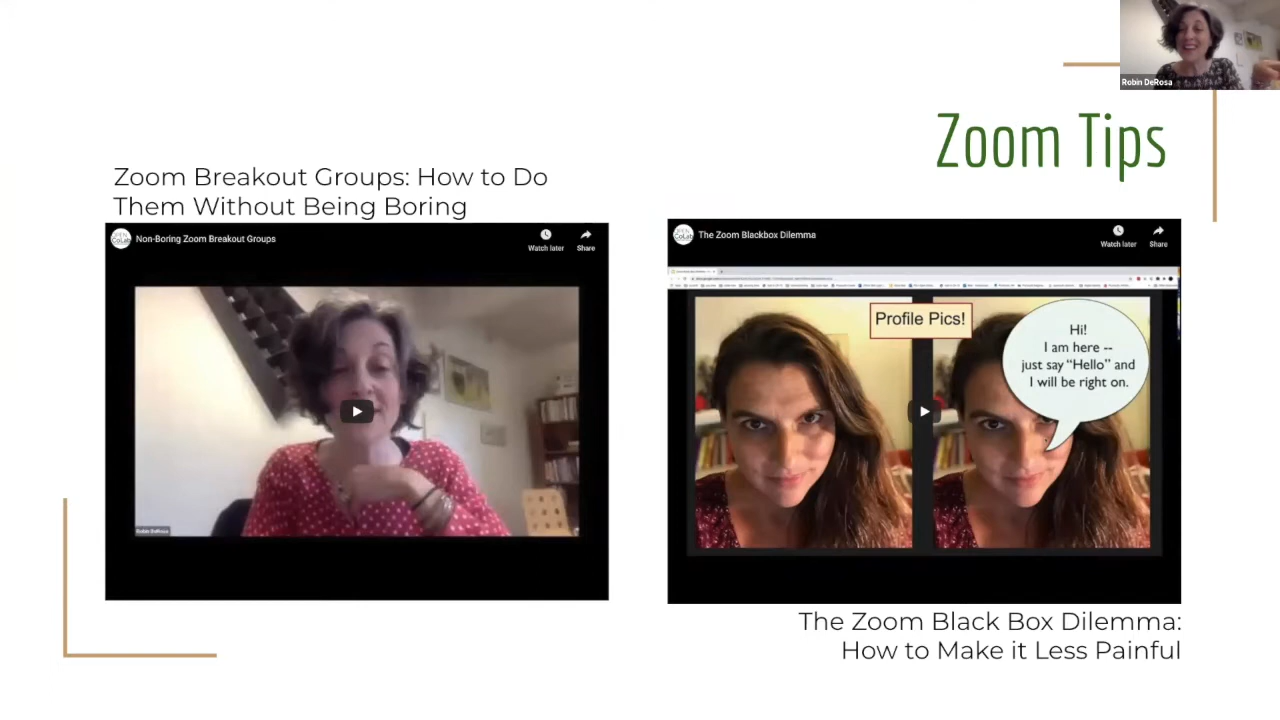 Robin DeRosa
Zoom Tips
Zoom Breakout Groups: How to Do
Them Without Being Boring
Non-Boring Zoom Breakout Groups
Watch later
Share
Robin DeRosa
The Zoom Blackbox Dilemma
Watch later
Share
Profile Pics!
Hi!
I am here --
just say “Hello” and
I will be right on.
The Zoom Black Box Dilemma:
How to Make it Less Painful